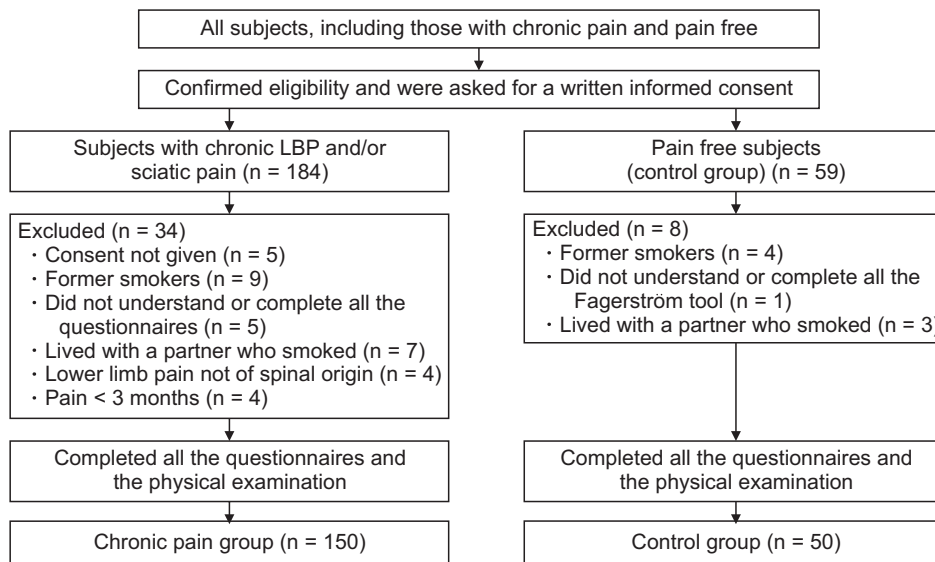 All subjects, including those with chronic pain and pain free
Confirmed eligibility and were asked for a written informed consent
Subjects with chronic LBP and/or
sciatic pain (n = 184)
Excluded (n = 34)
· Consent not given (n = 5)
· Former smokers (n = 9)
· Did not understand or complete all the
questionnaires (n = 5)
· Lived with a partner who smoked (n = 7)
· Lower limb pain not of spinal origin (n = 4)
· Pain < 3 months (n = 4)
Completed all the questionnaires and
the physical examination
Chronic pain group (n = 150)
Pain free subjects
(control group) (n = 59)
Excluded (n = 8)
· Former smokers (n = 4)
· Did not understand or complete all the
Fagerström tool (n = 1)
· Lived with a partner who smoked (n = 3)
Completed all the questionnaires and
the physical examination
Control group (n = 50)